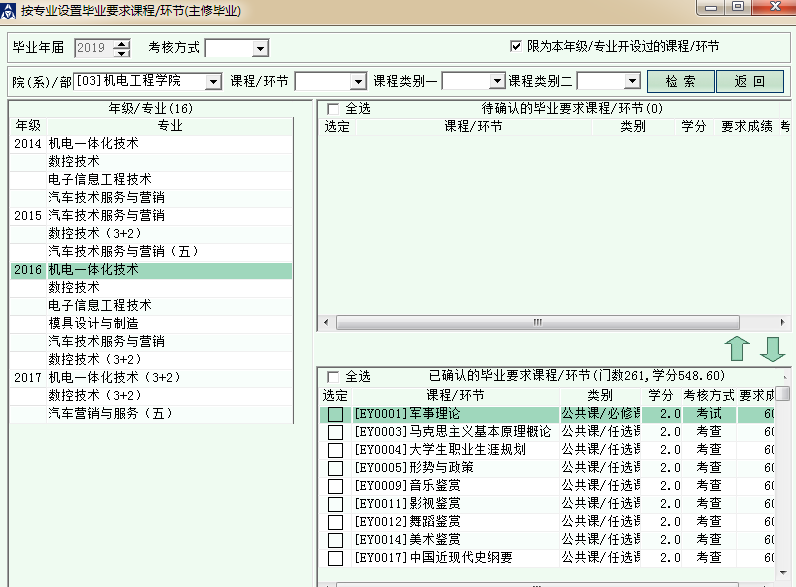 按专业设置毕业要求课程/环节(主修毕业)
毕业年届 2019 考核方式 限为本年级/专业开设过的课程/环节
院(系)/部 [03]机电工程学院 课程/环节 课程类别一 课程类别二 检 索 返 回
年级/专业(16)
年级 专业
2014 机电一体化技术
数控技术
电子信息工程技术
汽车技术服务与营销
2015 汽车技术服务与营销
数控技术（3+2）
汽车技术服务与营销（五）
2016 机电一体化技术
数控技术
电子信息工程技术
模具设计与制造
汽车技术服务与营销
数控技术（3+2）
2017 机电一体化技术（3+2）
数控技术（3+2）
汽车营销与服务（五）
全选 待确认的毕业要求课程/环节(0)
选定 课程/环节 类别 学分 要求成绩 考
全选 已确认的毕业要求课程/环节(门数261,学分548.60)
选定 课程/环节 类别 学分 考核方式 要求成
[EY0001]军事理论 公共课/必修课 2.0 考试 60
[EY0003]马克思主义基本原理概论 公共课/任选课 2.0 考查 60
[EY0004]大学生职业生涯规划 公共课/任选课 2.0 考查 60
[EY0005]形势与政策 公共课/任选课 2.0 考查 60
[EY0009]音乐鉴赏 公共课/任选课 2.0 考查 60
[EY0011]影视鉴赏 公共课/任选课 2.0 考查 60
[EY0012]舞蹈鉴赏 公共课/任选课 2.0 考查 60
[EY0014]美术鉴赏 公共课/任选课 2.0 考查 60
[EY0017]中国近现代史纲要 公共课/任选课 2.0 考查 60